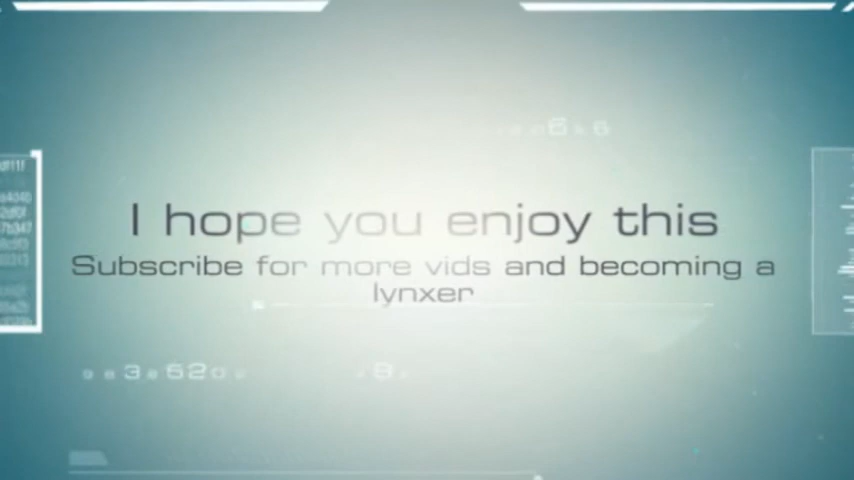 I hope you enjoy this
Subscribe for more vids and becoming a
lynxer